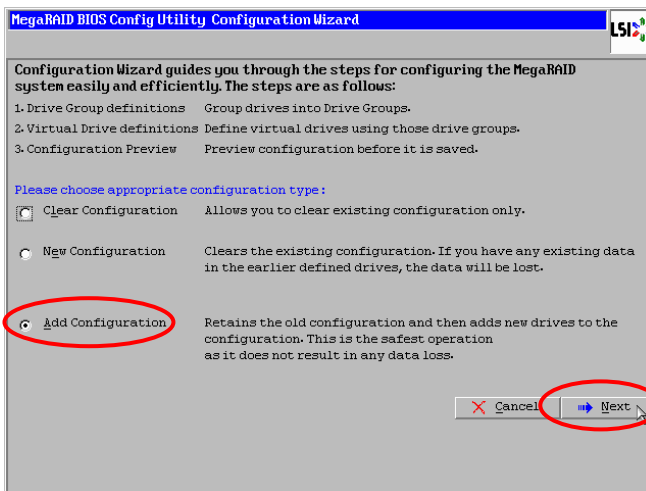 MegaRAID BIOS Config Utility Configuration Wizard
LSI
Configuration Wizard guides you through the steps for configuring the MegaRAID
system easily and efficiently. The steps are as follows:
1. Drive Group definitions Group drives into Drive Groups.
2. Virtual Drive definitions Define virtual drives using those drive groups.
3. Configuration Preview Preview configuration before it is saved.
Please choose appropriate configuration type:
Clear Configuration Allows you to clear existing configuration only.
New Configuration Clears the existing configuration. If you have any existing data
in the earlier defined drives, the data will be lost.
Add Configuration Retains the old configuration and then adds new drives to the
configuration. This is the safest operation
as it does not result in any data loss.
Cancel Next